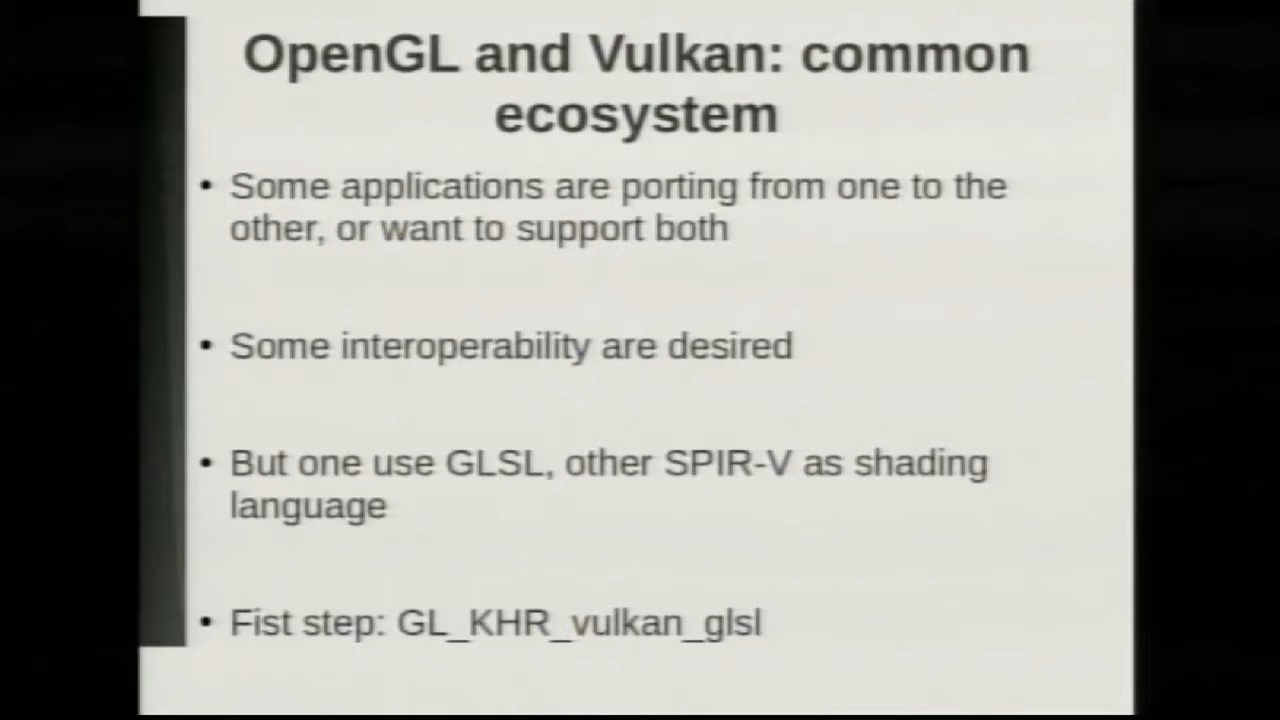 OpenGL and Vulkan: common
ecosystem
• Some applications are porting from one to the
other, or want to support both
• Some interoperability are desired
• But one use GLSL, other SPIR-V as shading
language
• Fist step: GL_KHR_vulkan_glsl